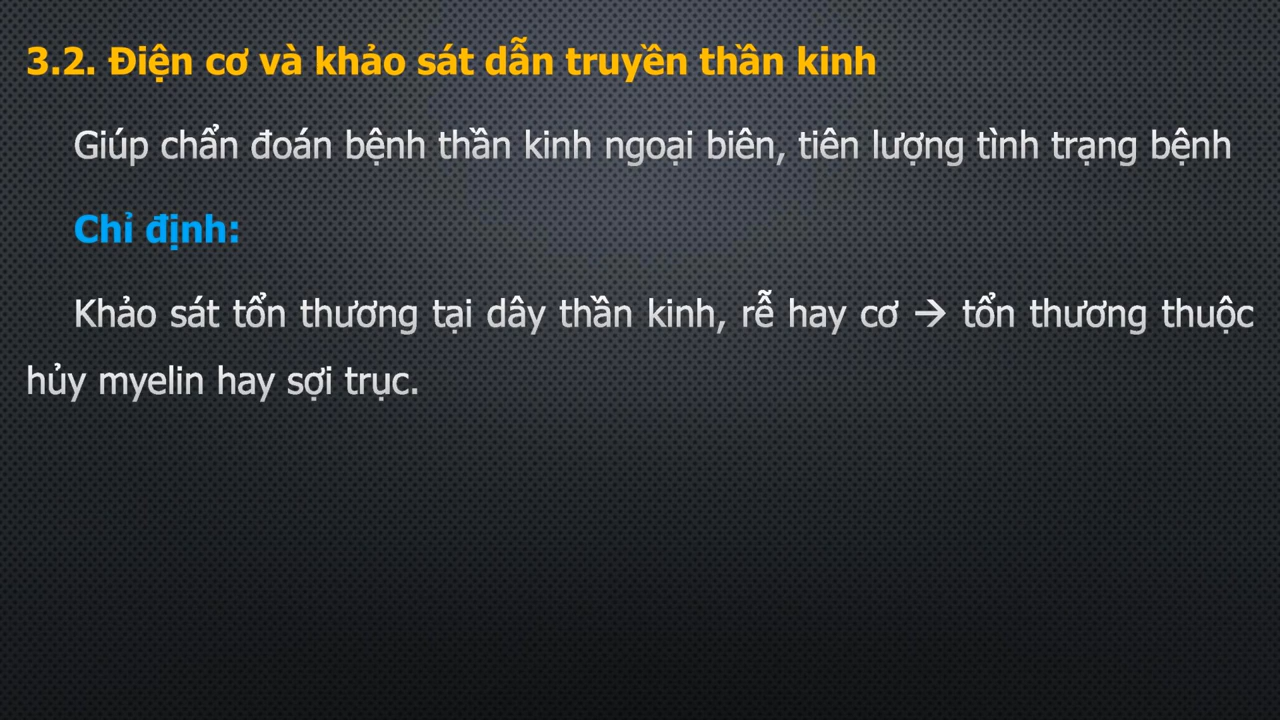 3.2. Điện cơ và khảo sát dẫn truyền thần kinh
Giúp chẩn đoán bệnh thần kinh ngoại biên, tiên lượng tình trạng bệnh
Chỉ định:
Khảo sát tổn thương tại dây thần kinh, rễ hay cơ → tổn thương thuộc
hủy myelin hay sợi trục.